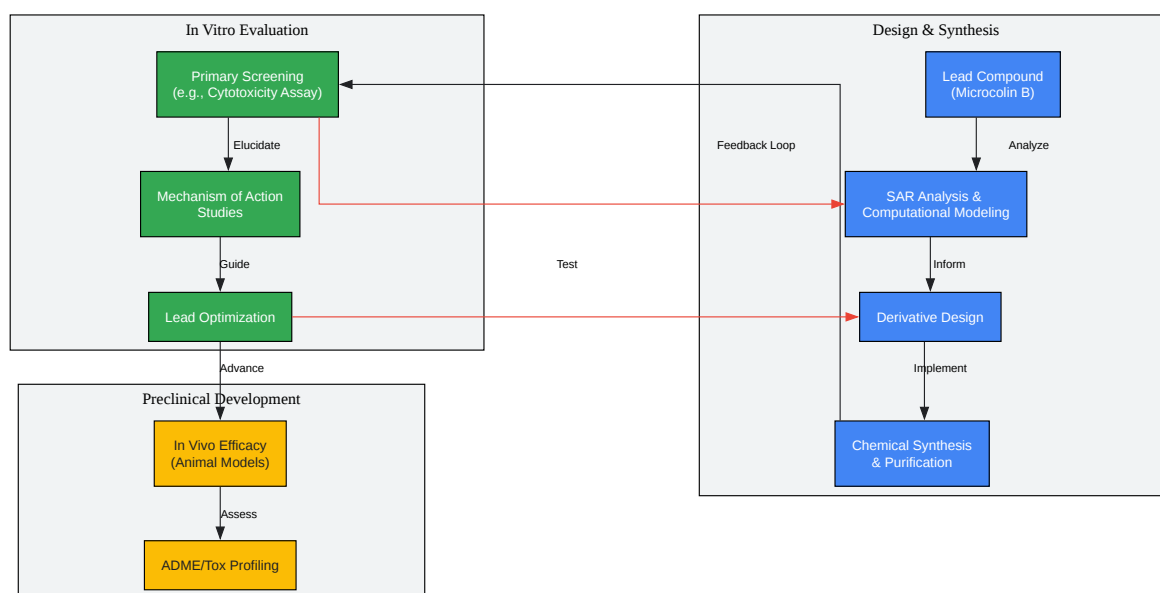 In Vitro Evaluation
Primary Screening
(e.g., Cytotoxicity Assay)
Elucidate
Mechanism of Action
Studies
Guide
Lead Optimization
Advance
Preclinical Development
In Vivo Efficacy
(Animal Models)
Assess
ADME/Tox Profiling
Test
Design & Synthesis
Lead Compound
(Microcolin B)
Feedback Loop
Analyze
SAR Analysis &
Computational Modeling
Inform
Derivative Design
Implement
Chemical Synthesis
& Purification